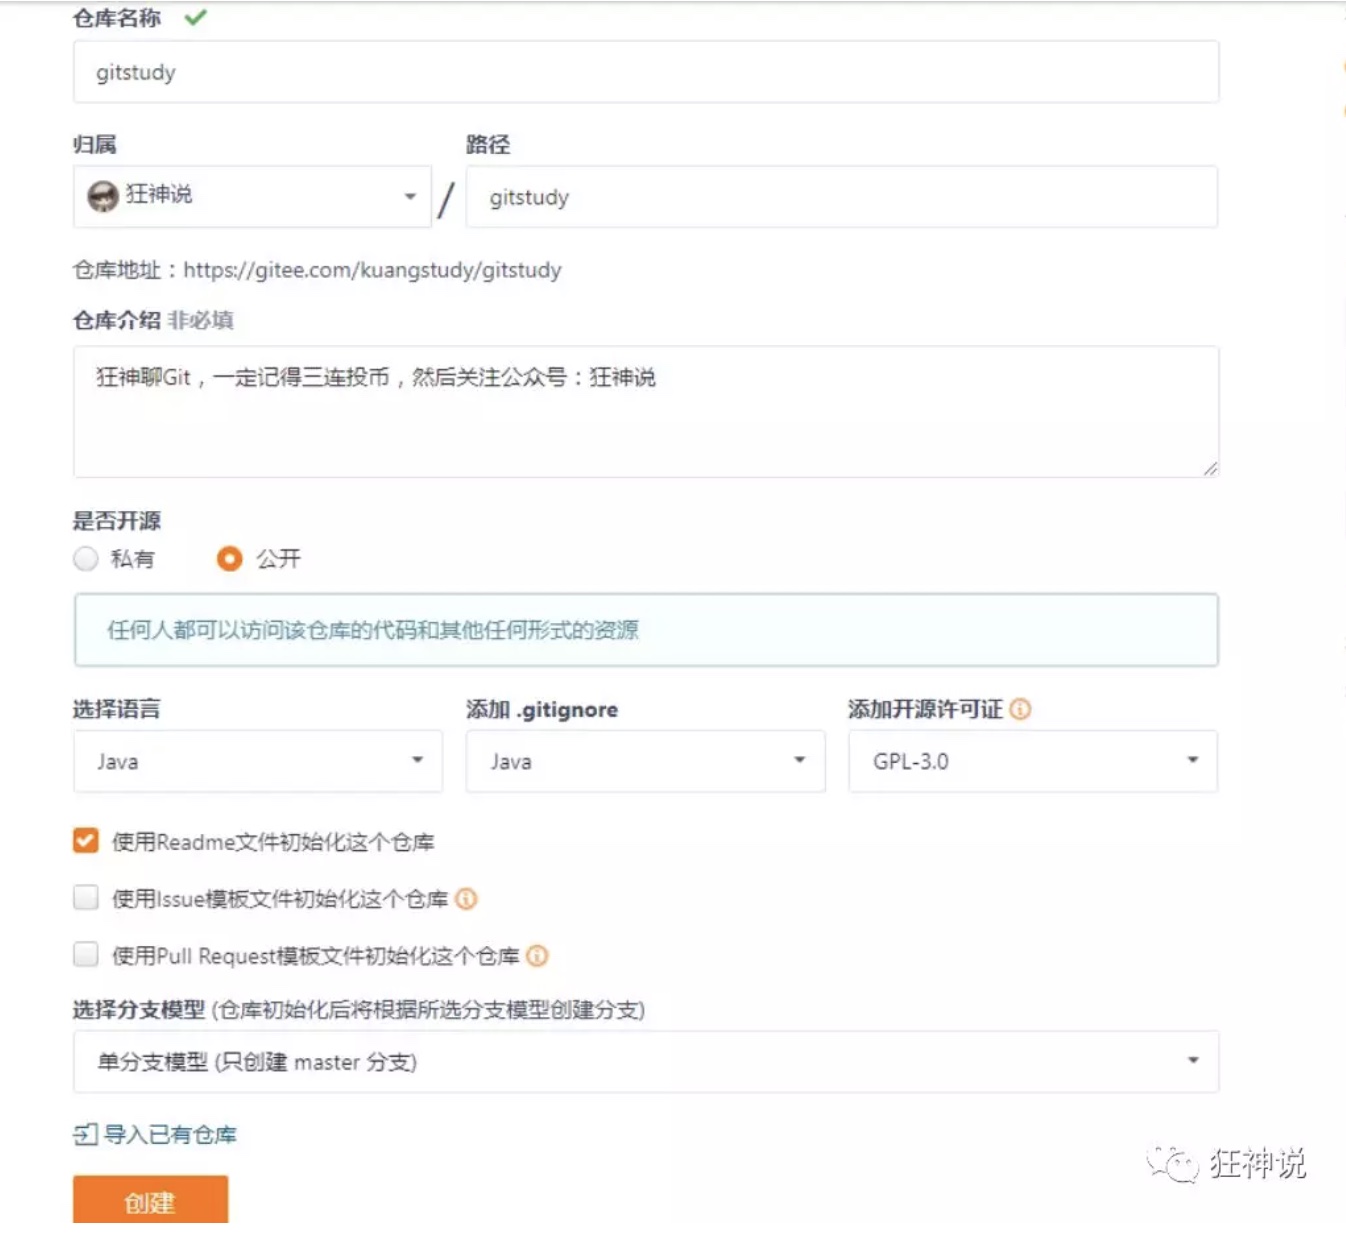 仓库名称
gitstudy
归属 路径
狂神说 / gitstudy
仓库地址：https://gitee.com/kuangstudy/gitstudy
仓库介绍 非必填
狂神聊Git，一定记得三连投币，然后关注公众号：狂神说
是否开源
私有 公开
任何人都可以访问该仓库的代码和其他任何形式的资源
选择语言 添加 .gitignore 添加开源许可证
Java Java GPL-3.0
使用Readme文件初始化这个仓库
使用Issue模板文件初始化这个仓库
使用Pull Request模板文件初始化这个仓库
选择分支模型 (仓库初始化后将根据所选分支模型创建分支)
单分支模型 (只创建 master 分支)
导入已有仓库
狂神说
创建